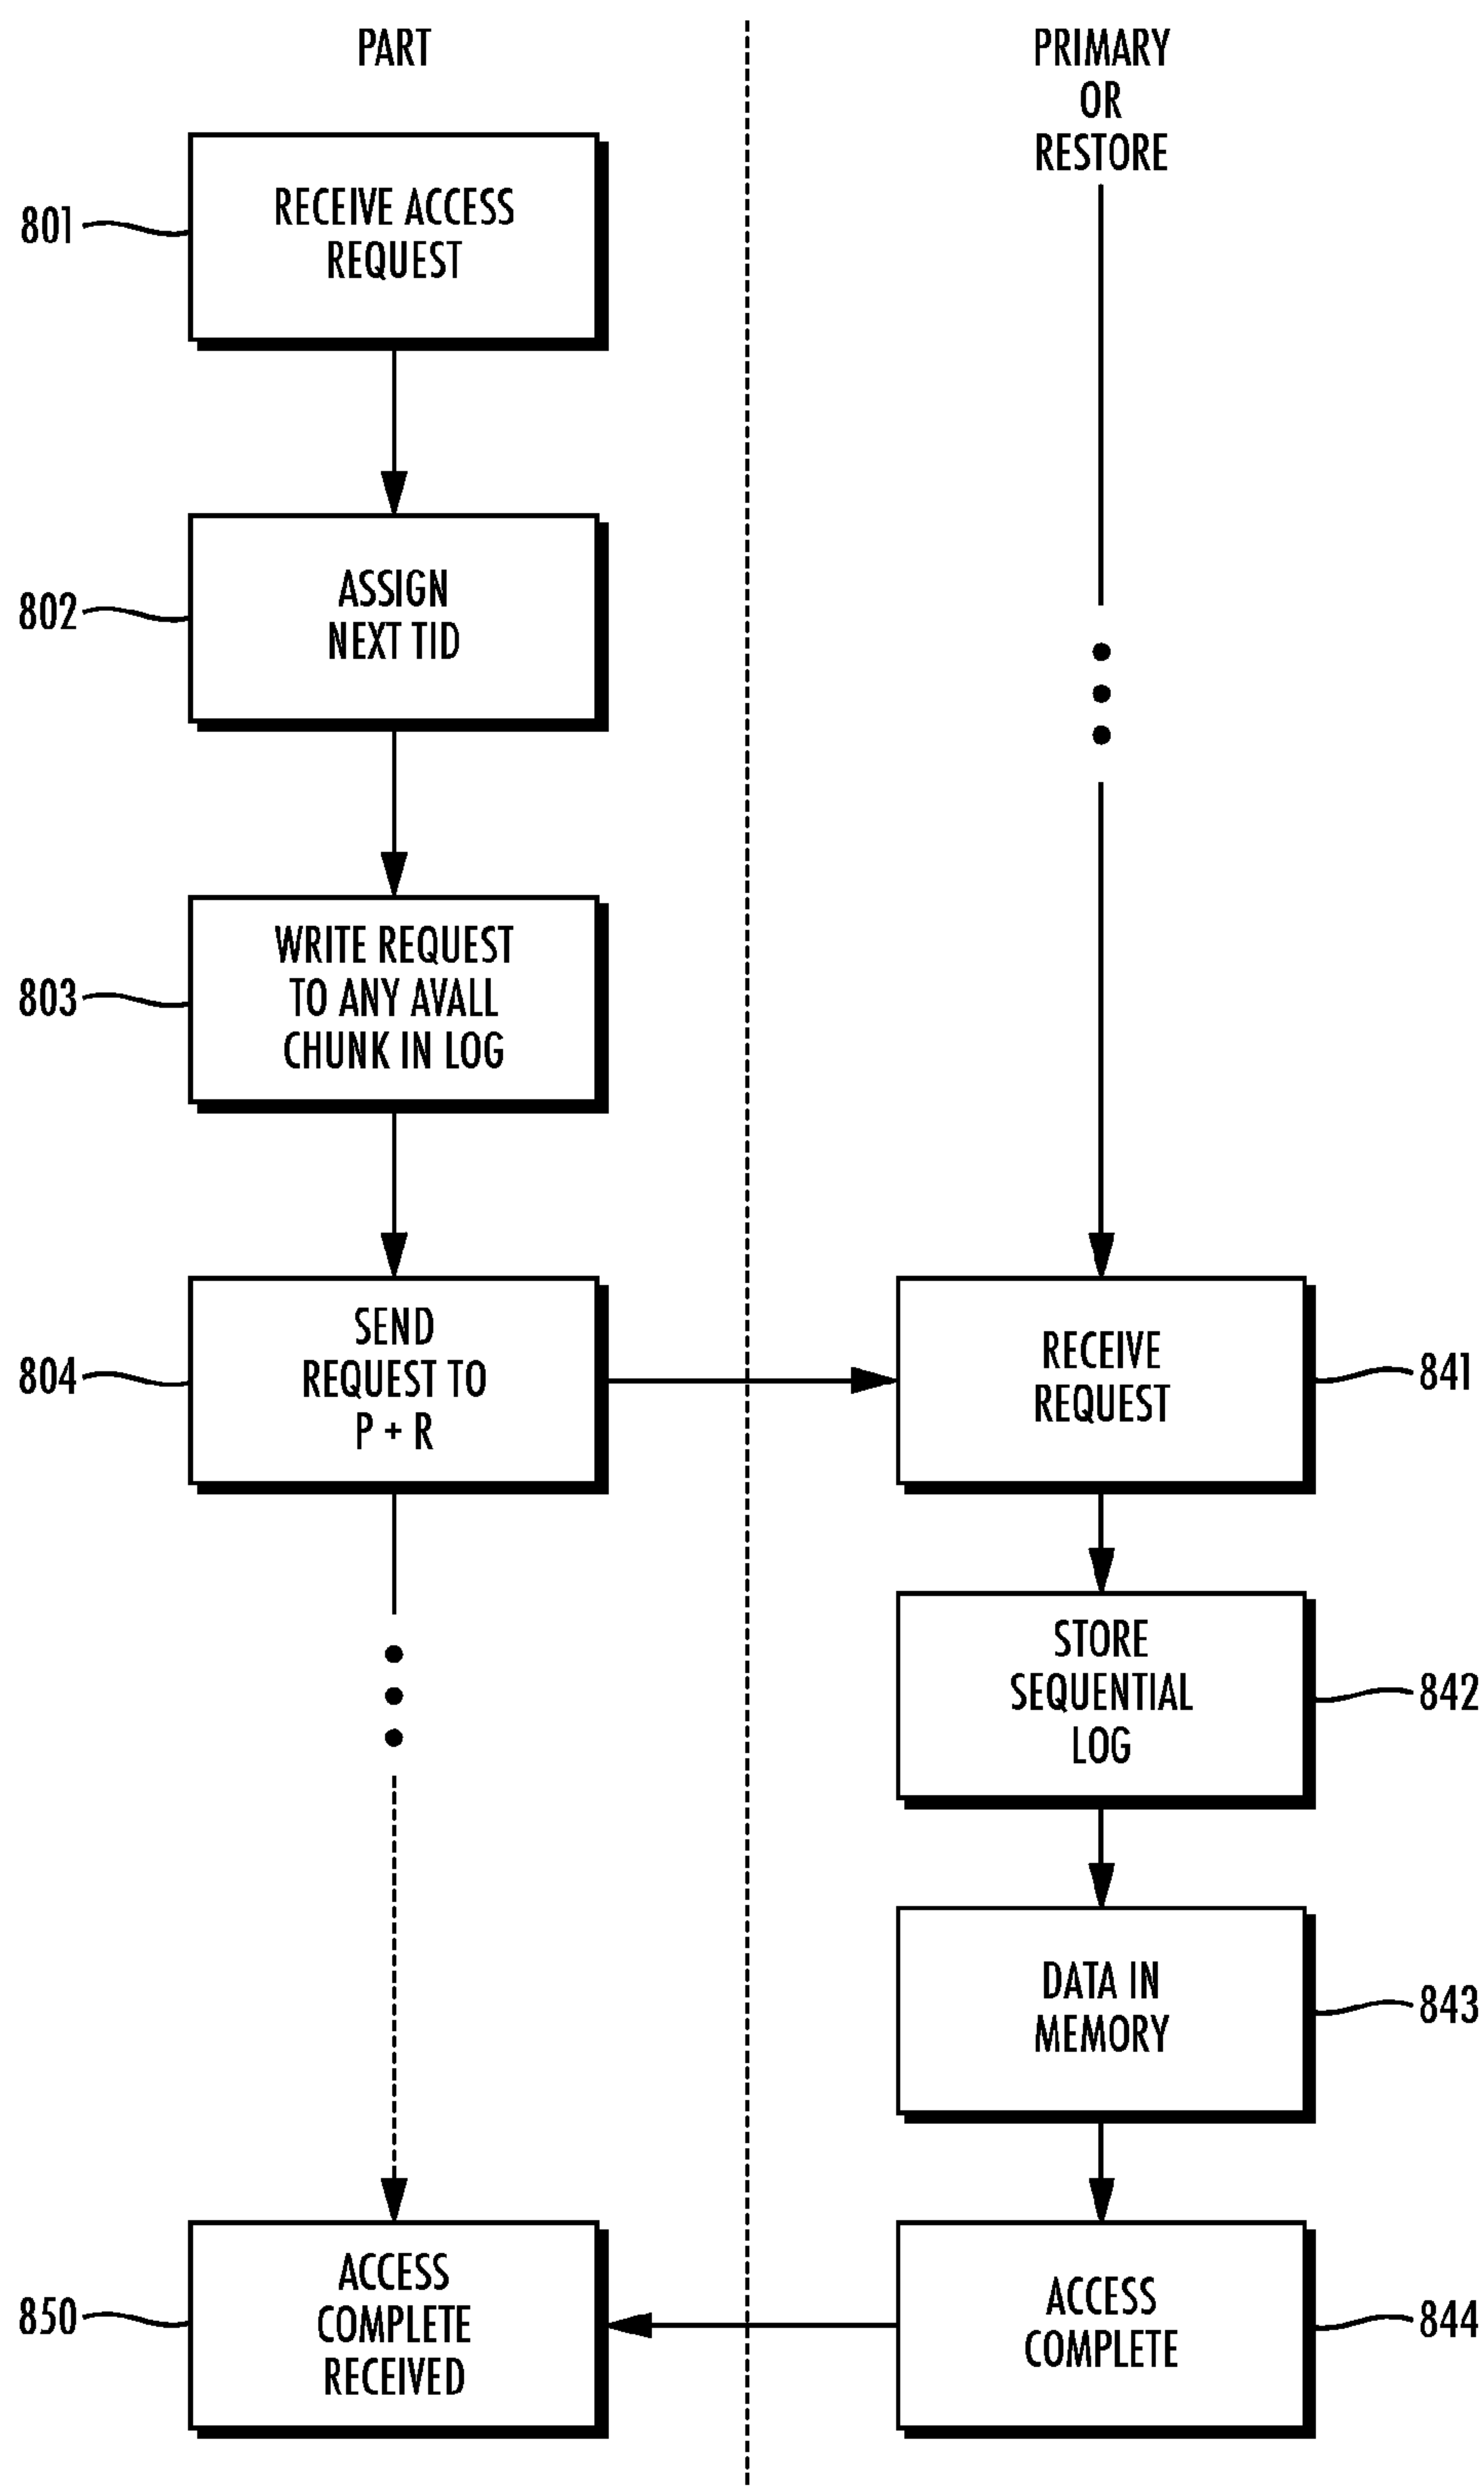 PART
PRIMARY
OR
RESTORE
801
RECEIVE ACCESS
REQUEST
802
ASSIGN
NEXT TID
803
WRITE REQUEST
TO ANY AVALL
CHUNK IN LOG
804
SEND
REQUEST TO
P + R
RECEIVE
REQUEST
841
STORE
SEQUENTIAL
LOG
842
DATA IN
MEMORY
843
850
ACCESS
COMPLETE
RECEIVED
ACCESS
COMPLETE
844